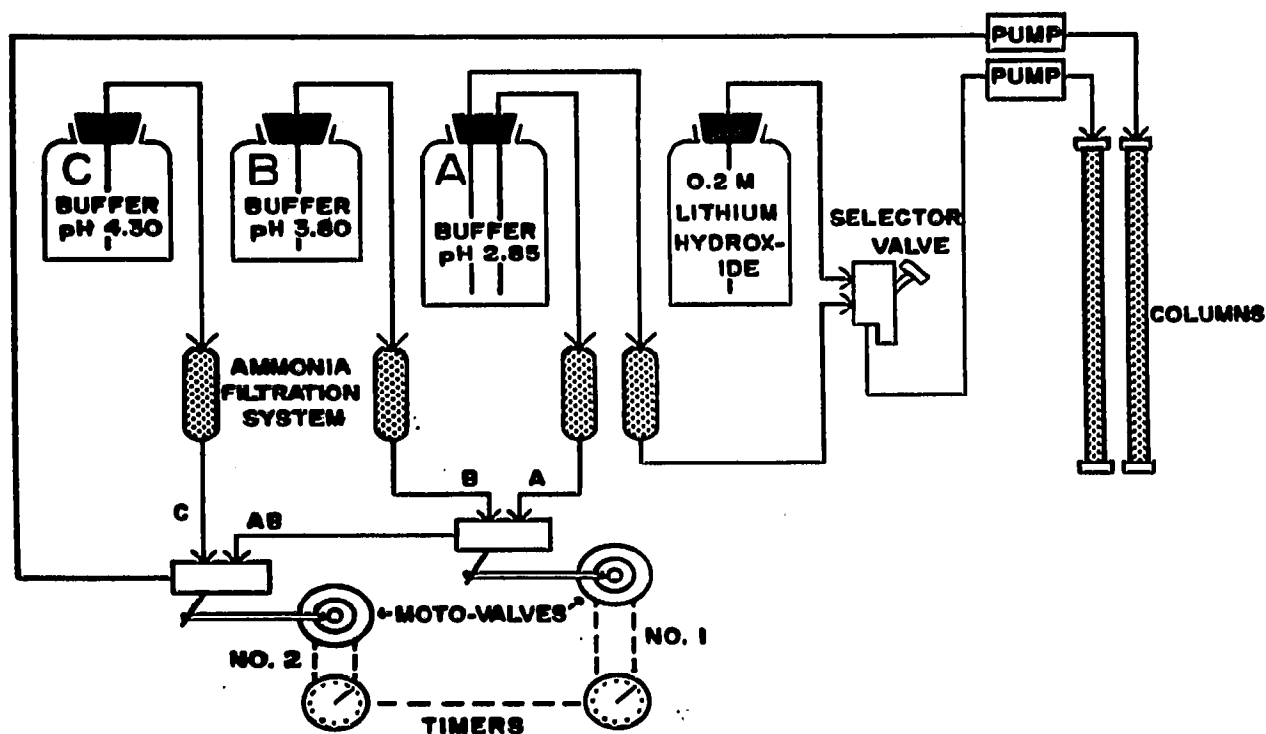 PUMP
PUMP
C
BUFFER
pH 4.30
B
BUFFER
pH 3.80
A
BUFFER
pH 2.85
0.2 M
LITHIUM
HYDROX-
IDE
SELECTOR
VALVE
COLUMNS
AMMONIA
FILTRATION
SYSTEM
B
A
C
AB
MOTO-VALVES
NO. 1
NO. 2
TIMERS